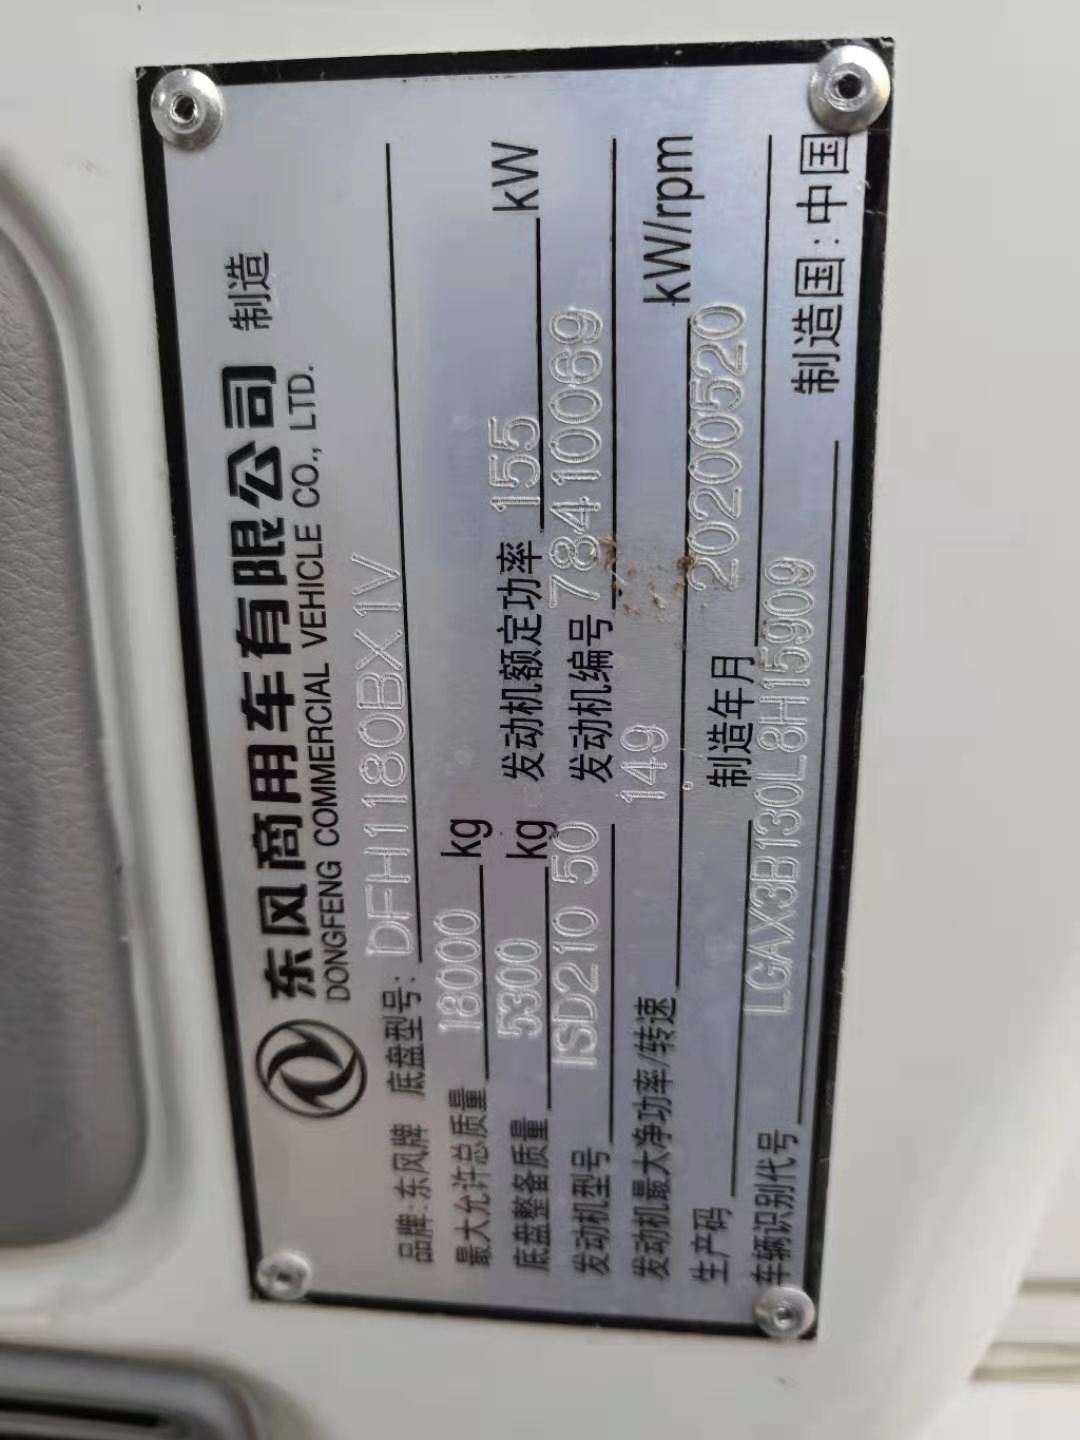 东风商用车有限公司 制造
DONGFENG COMMERCIAL VEHICLE CO., LTD.
品牌:东风牌 底盘型号: DFH1180BX1V
最大允许总质量 18000 kg
底盘整备质量 5300 kg 发动机额定功率 155 kW
发动机型号 ISD210 50 发动机编号 78410069
发动机最大净功率/转速 149 kW/rpm
生产码 制造年月 20200520
车辆识别代号 LGAX3B130L8H15909 制造国:中国